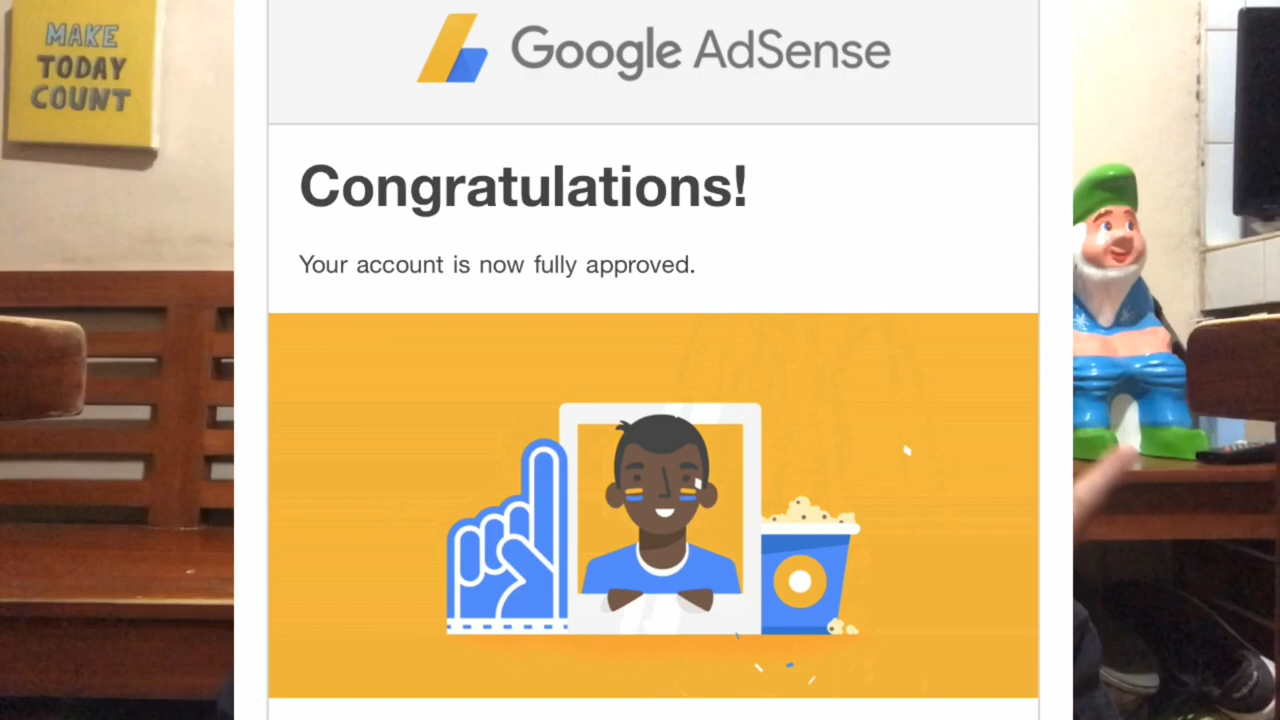 MAKE
TODAY
COUNT
Google AdSense
Congratulations!
Your account is now fully approved.